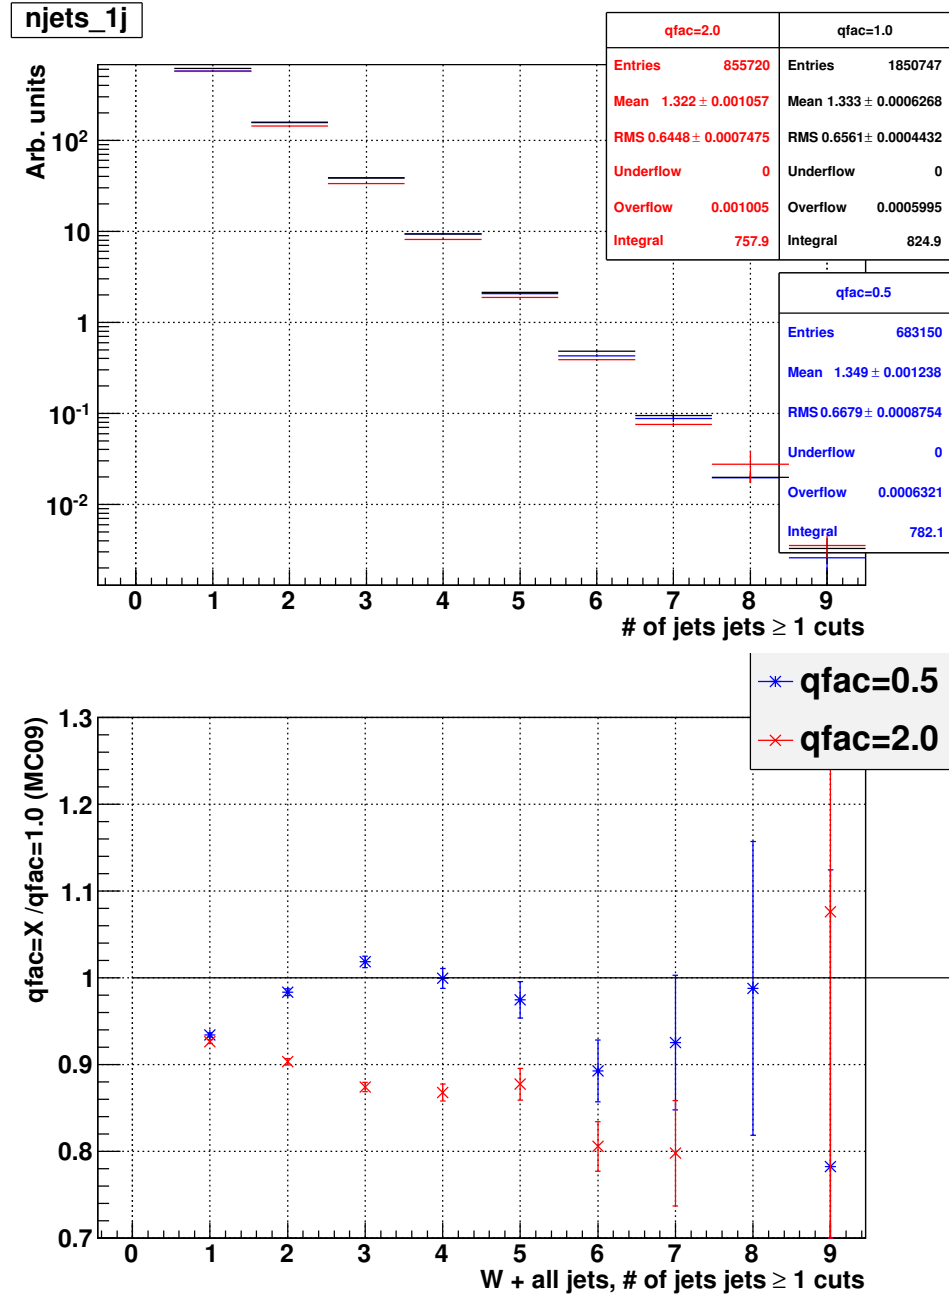 njets_1j
qfac=2.0
Entries 855720
Mean 1.322 ± 0.001057
RMS 0.6448 ± 0.0007475
Underflow 0
Overflow 0.001005
Integral 757.9
qfac=1.0
Entries 1850747
Mean 1.333 ± 0.0006268
RMS 0.6561 ± 0.0004432
Underflow 0
Overflow 0.0005995
Integral 824.9
qfac=0.5
Entries 683150
Mean 1.349 ± 0.001238
RMS 0.6679 ± 0.0008754
Underflow 0
Overflow 0.0006321
Integral 782.1
Arb. units
10²
10
1
10⁻¹
10⁻²
0 1 2 3 4 5 6 7 8 9
# of jets jets ≥ 1 cuts
qfac=0.5
qfac=2.0
qfac=X /qfac=1.0 (MC09)
1.3
1.2
1.1
1
0.9
0.8
0.7
0 1 2 3 4 5 6 7 8 9
W + all jets, # of jets jets ≥ 1 cuts